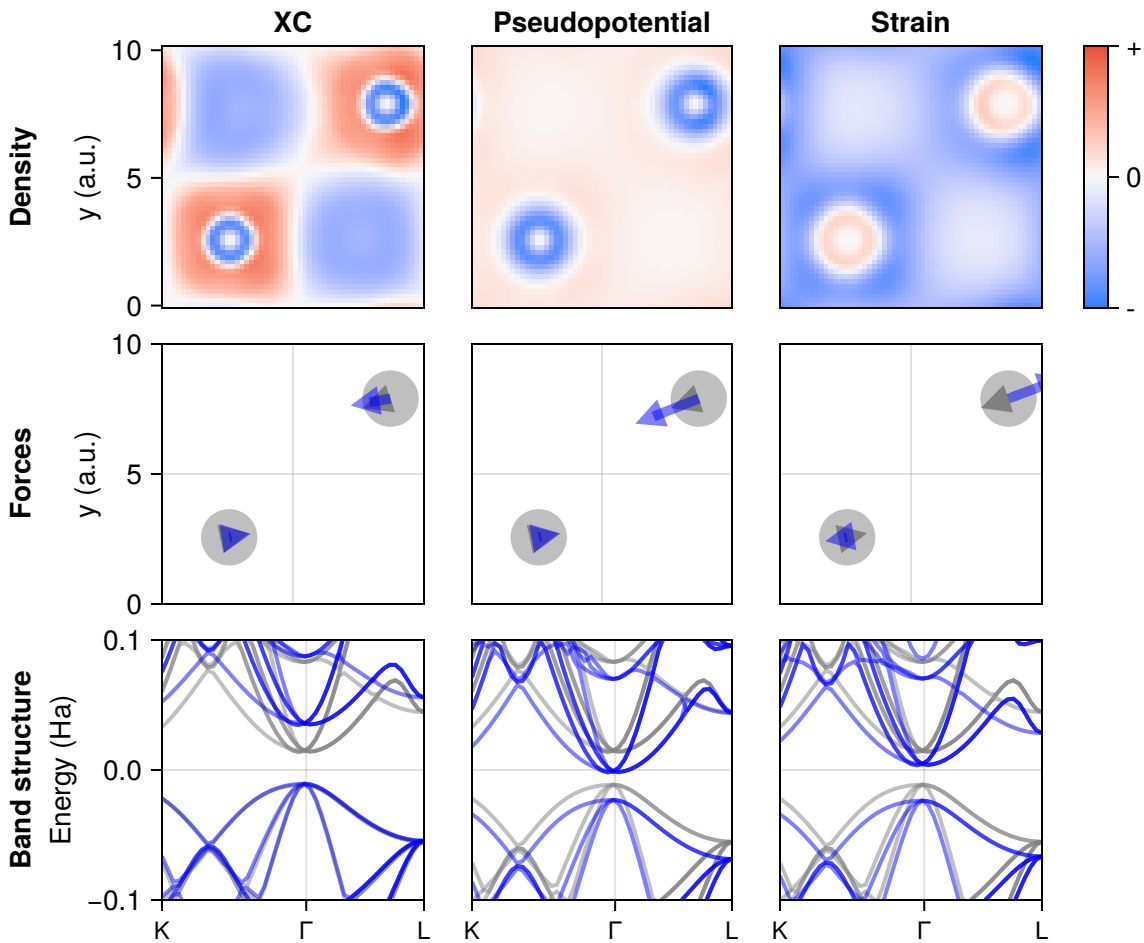 XC Pseudopotential Strain
Density
y (a.u.)
10
5
0
+
0
-
Forces
y (a.u.)
10
5
0
Band structure
Energy (Ha)
0.1
0.0
−0.1
K Γ L K Γ L K Γ L